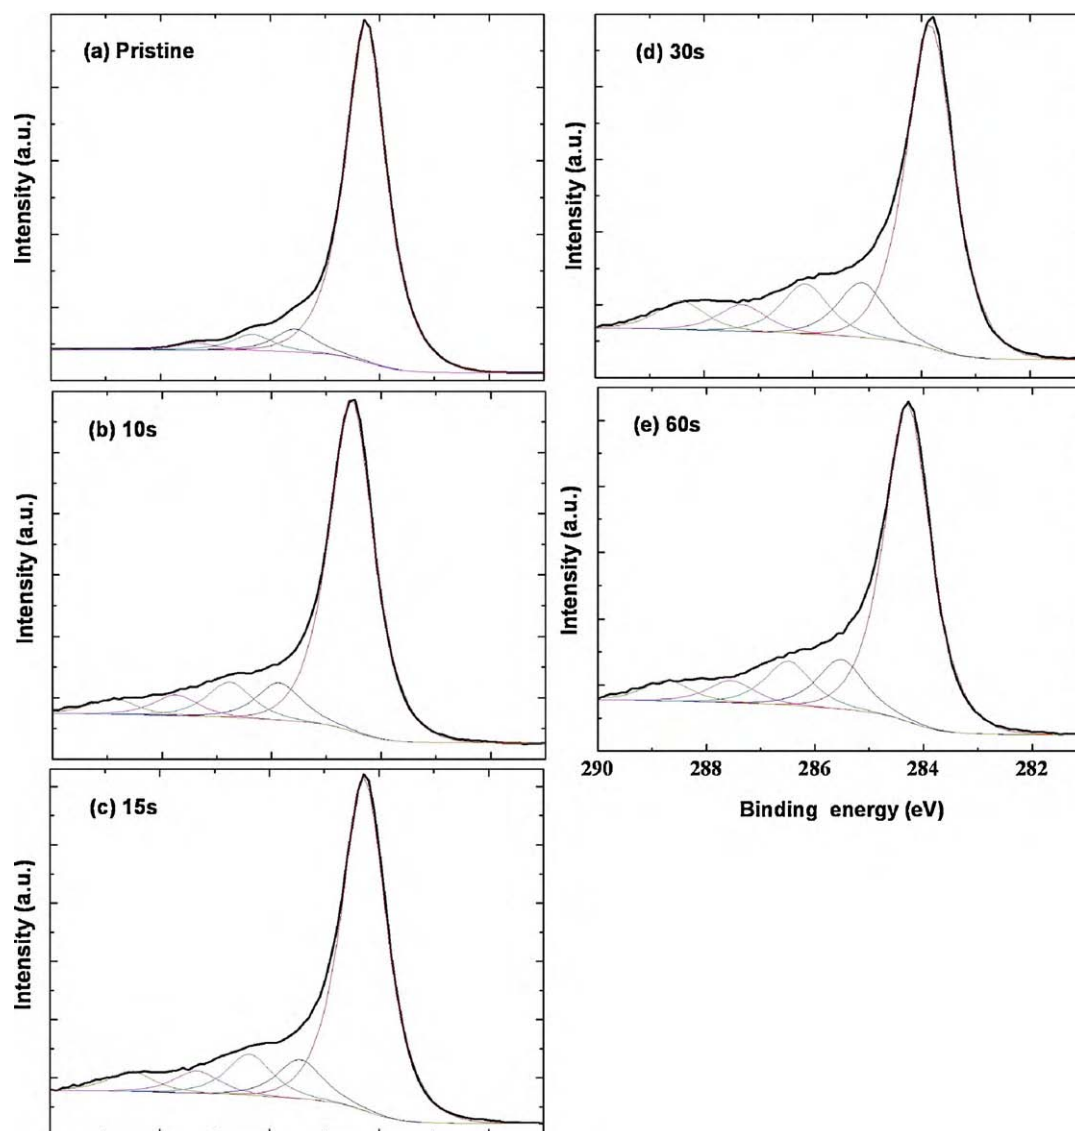 (a) Pristine
Intensity (a.u.)
(b) 10s
Intensity (a.u.)
(c) 15s
Intensity (a.u.)
(d) 30s
Intensity (a.u.)
(e) 60s
Intensity (a.u.)
290 288 286 284 282
Binding energy (eV)